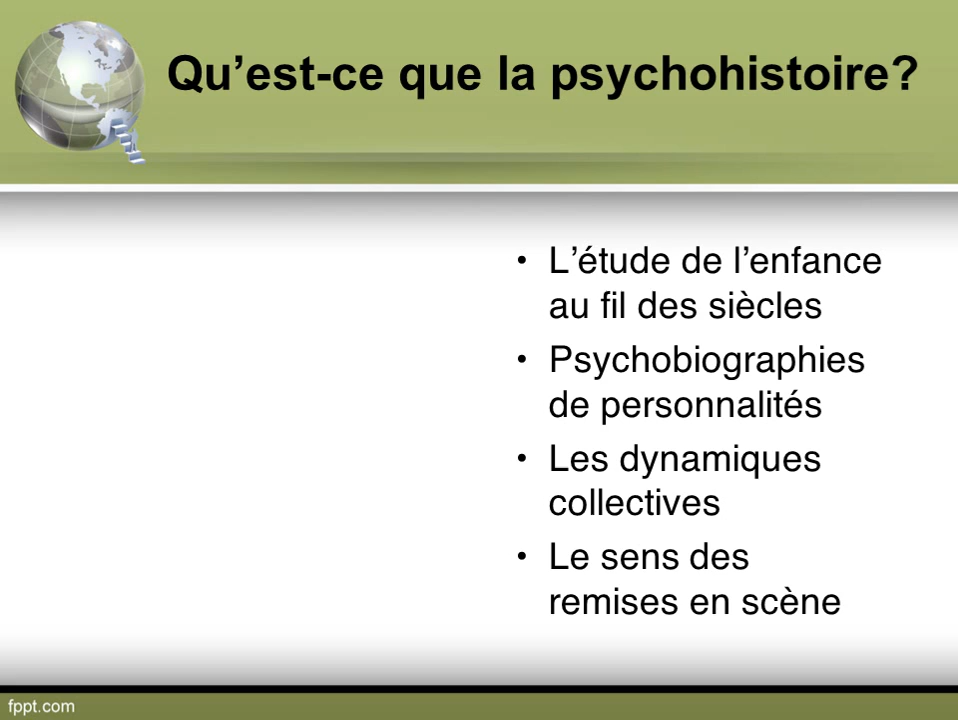 Qu’est-ce que la psychohistoire?
• L’étude de l’enfance
au fil des siècles
• Psychobiographies
de personnalités
• Les dynamiques
collectives
• Le sens des
remises en scène
fppt.com